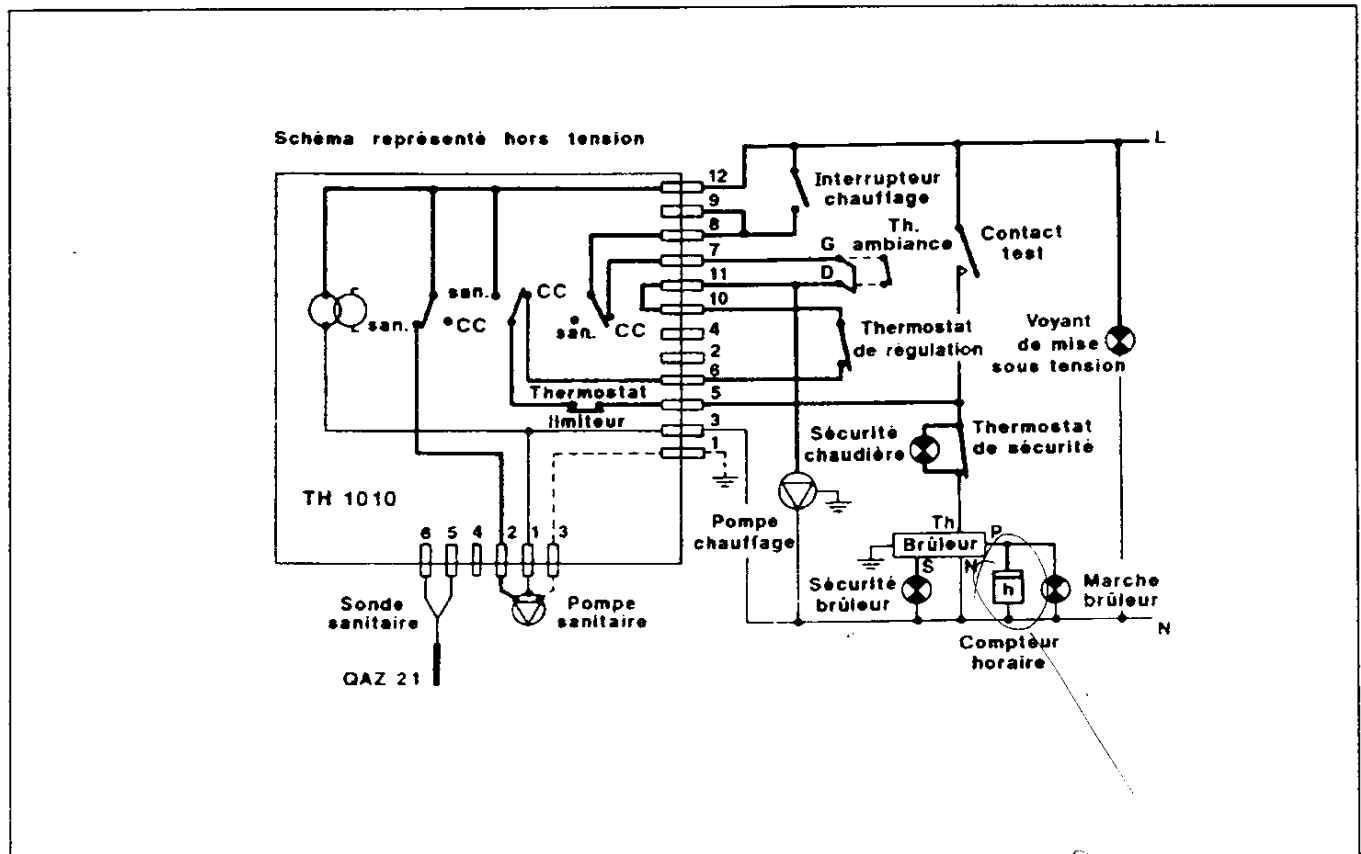 Schéma représenté hors tension
L
12
9
8
7
11
10
4
2
6
5
3
1
Interrupteur
chauffage
Th.
ambiance
G
D
Contact
test
san.
CC
san.
CC
san.
CC
Thermostat
de régulation
Voyant
de mise
sous tension
Thermostat
limiteur
Sécurité
chaudière
Thermostat
de sécurité
TH 1010
Pompe
chauffage
Th
P
Brûleur
S
N
h
6
5
4
2
1
3
Sonde
sanitaire
Pompe
sanitaire
Sécurité
brûleur
Marche
brûleur
N
Compteur
horaire
QAZ 21